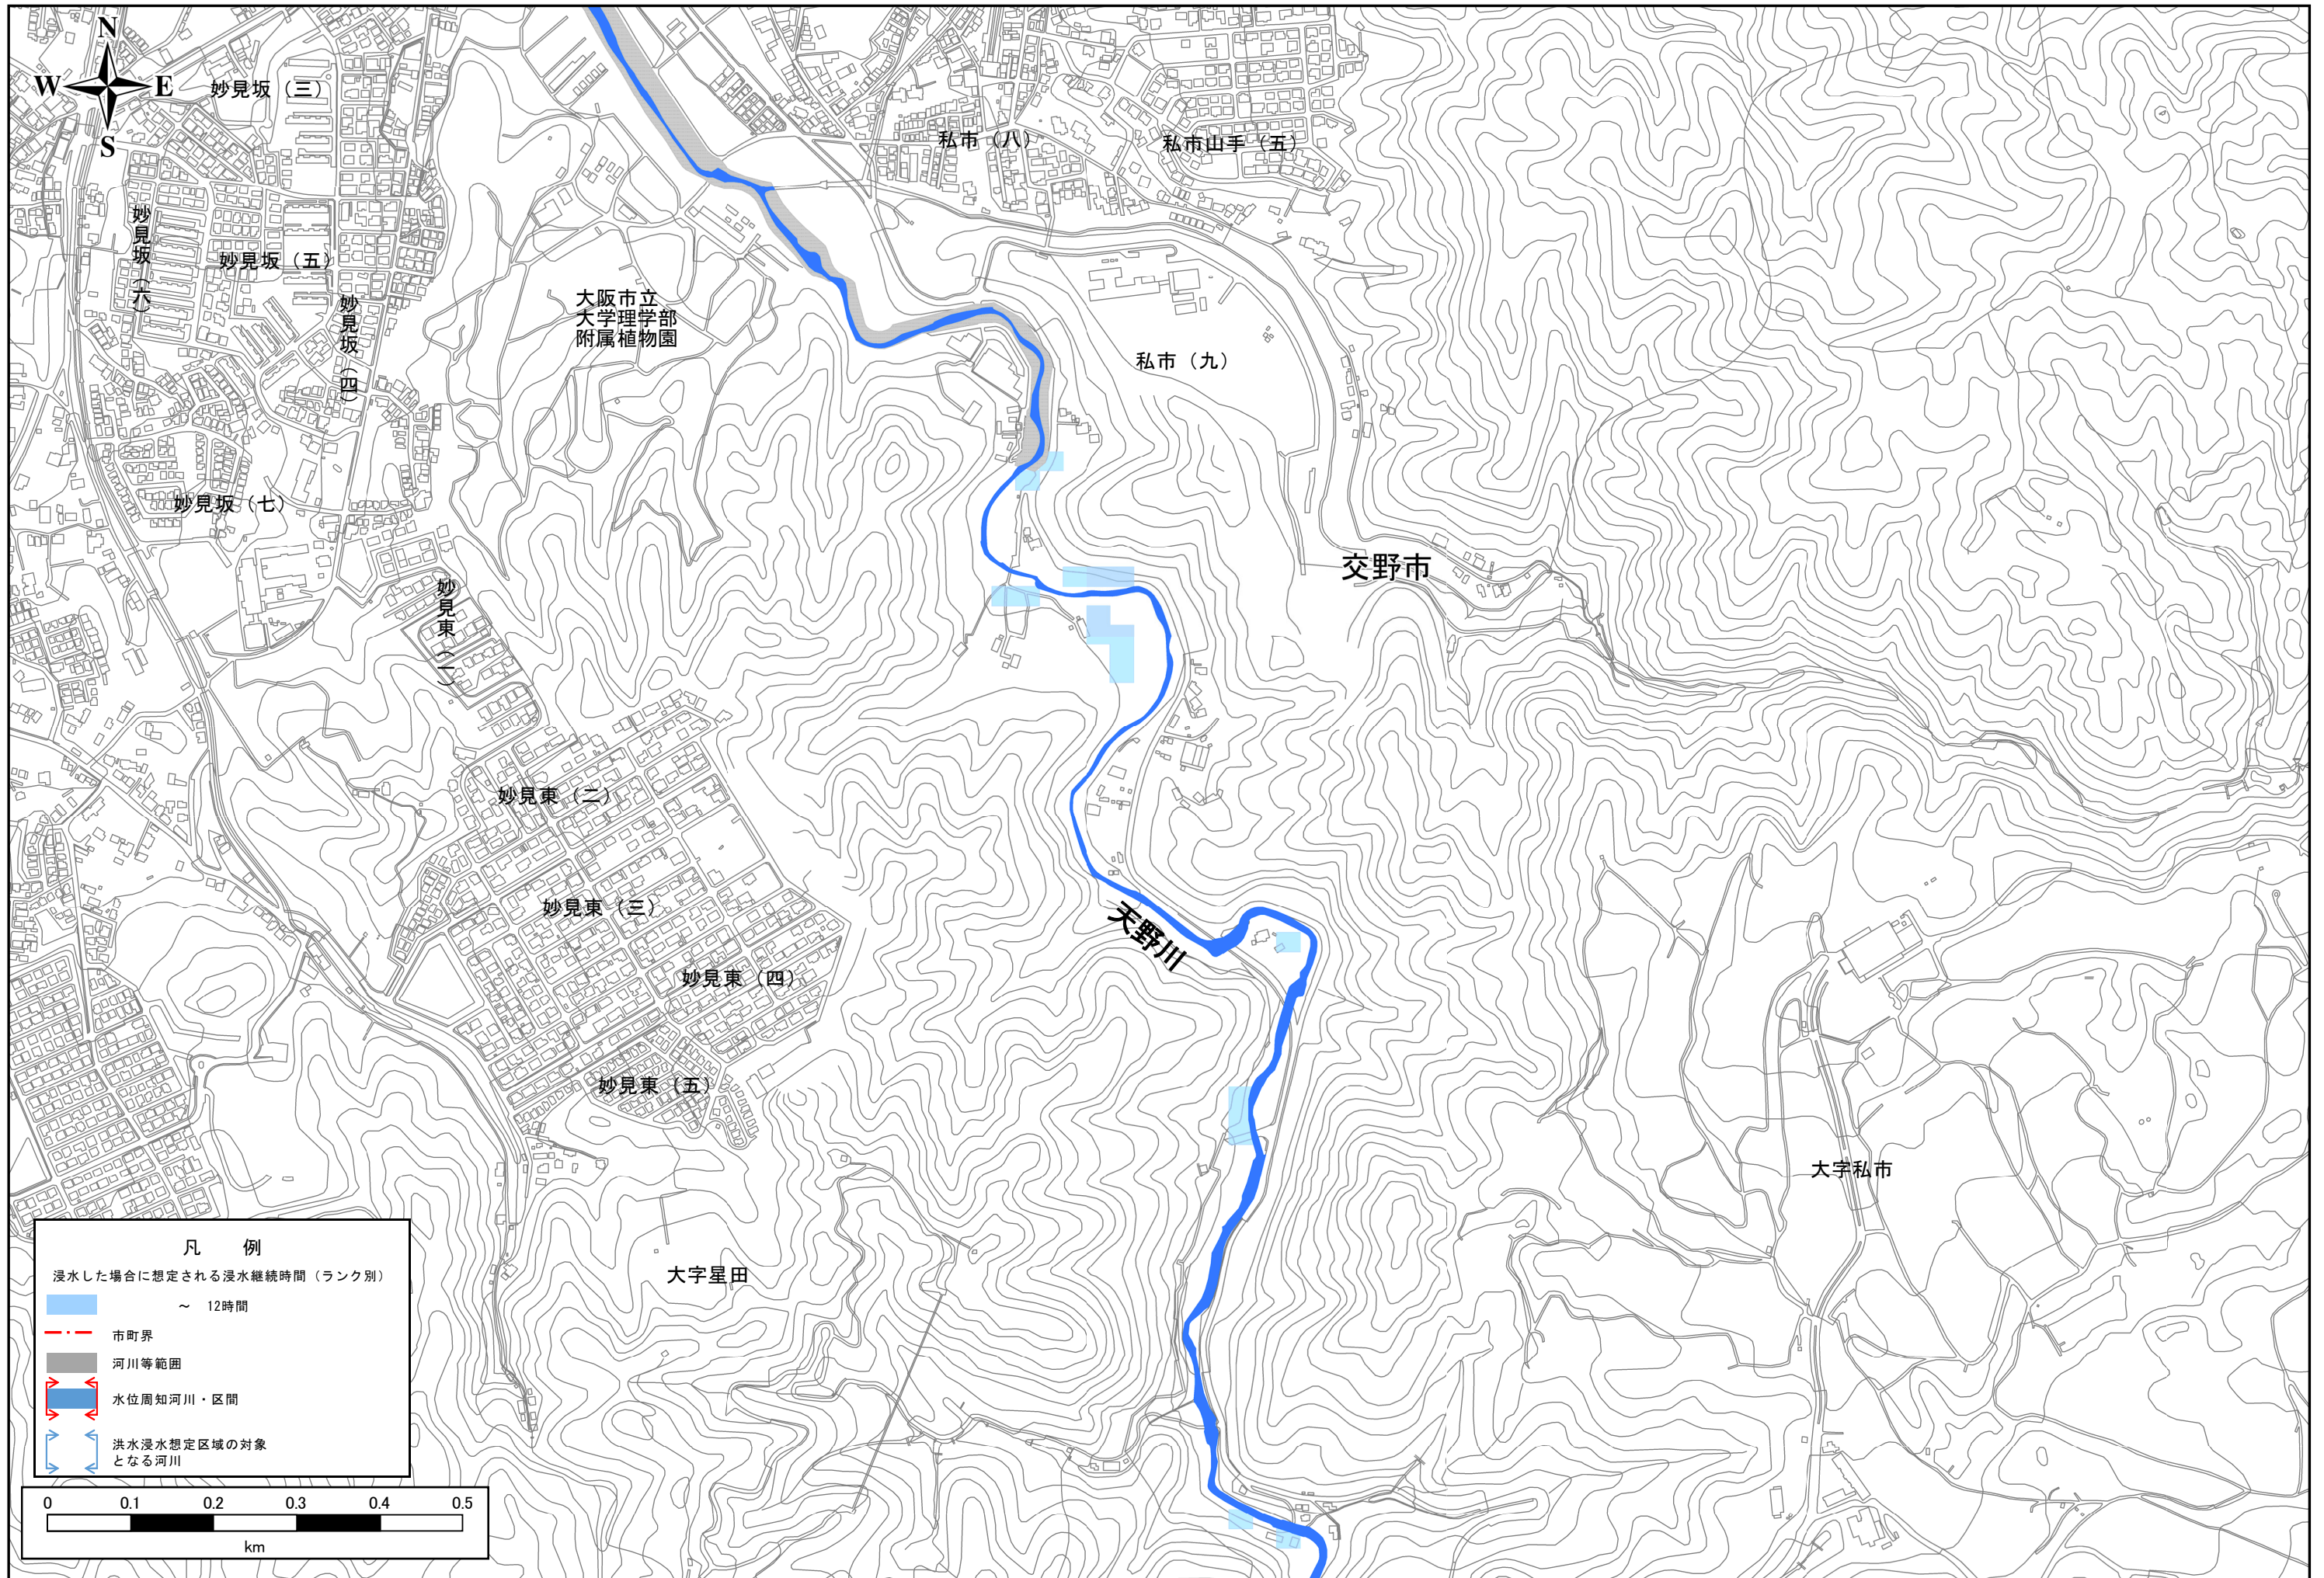 N
W
E
S
妙見坂（三）
私市（八）
私市山手（五）
妙見坂（六）
妙見坂（五）
妙見坂（四）
大阪市立
大学理学部
附属植物園
私市（九）
妙見坂（七）
交野市
妙見東（一）
妙見東（二）
妙見東（三）
天野川
妙見東（四）
妙見東（五）
大字私市
大字星田
凡　例
浸水した場合に想定される浸水継続時間（ランク別）
～　12時間
市町界
河川等範囲
水位周知河川・区間
洪水浸水想定区域の対象
となる河川
0 0.1 0.2 0.3 0.4 0.5
km